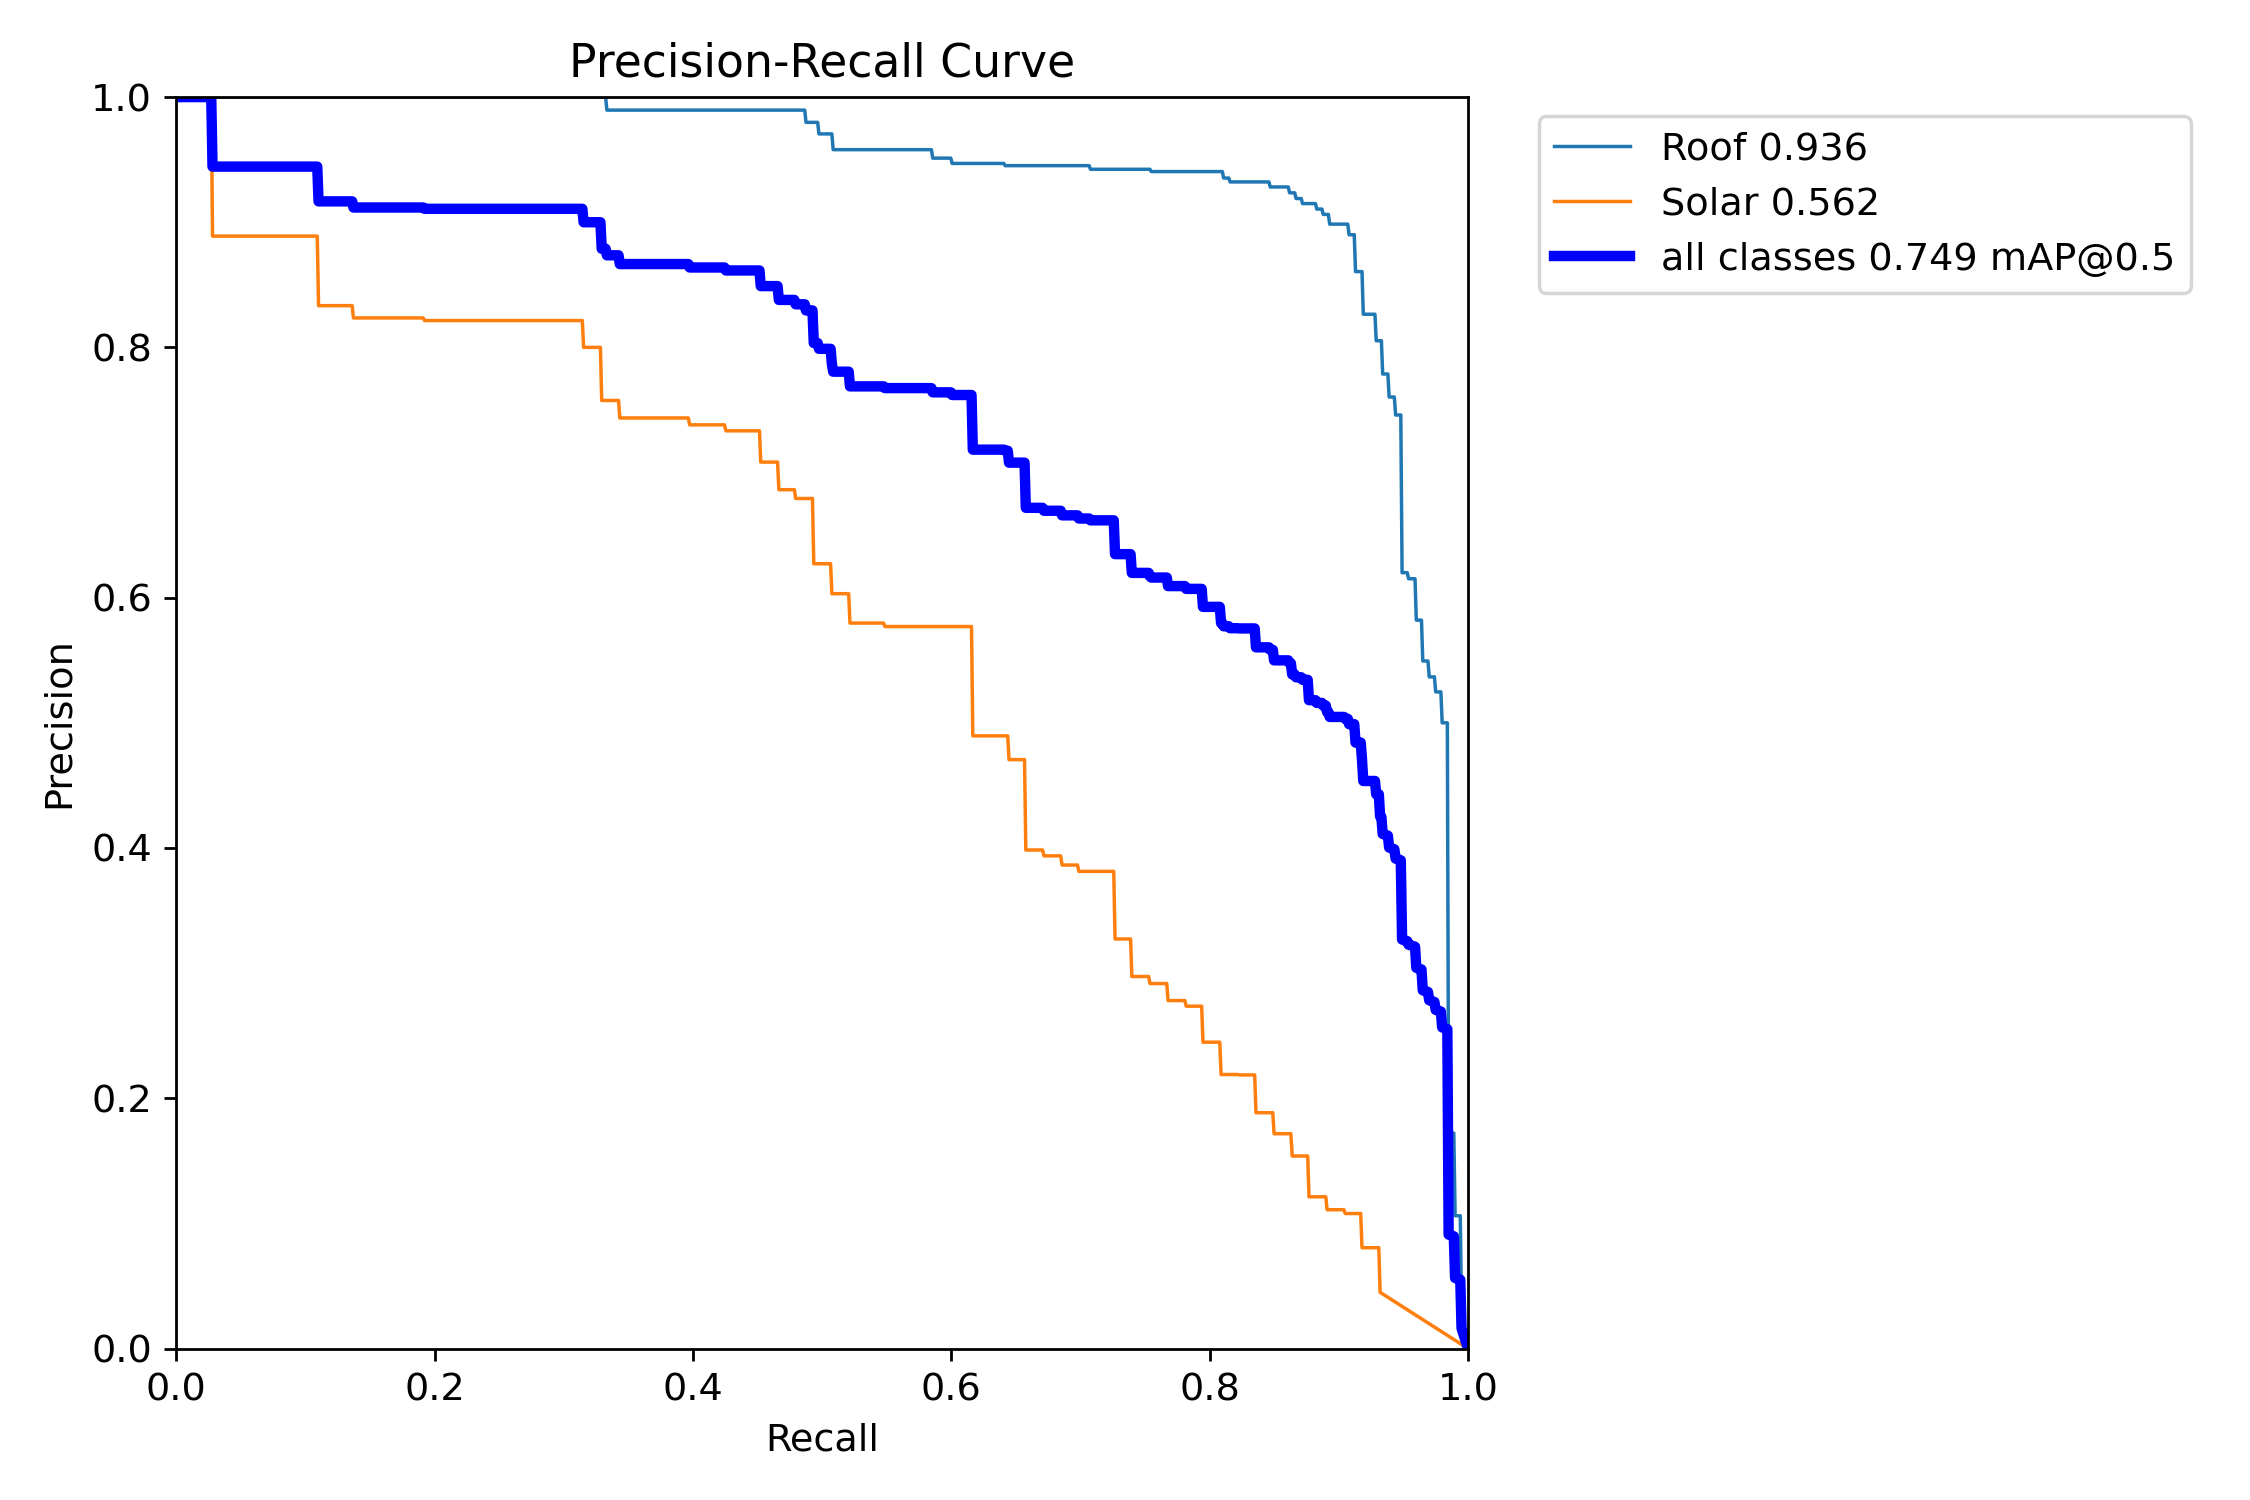 Precision-Recall Curve
1.0
0.8
0.6
0.4
0.2
0.0
Precision
0.0 0.2 0.4 0.6 0.8 1.0
Recall
Roof 0.936
Solar 0.562
all classes 0.749 mAP@0.5